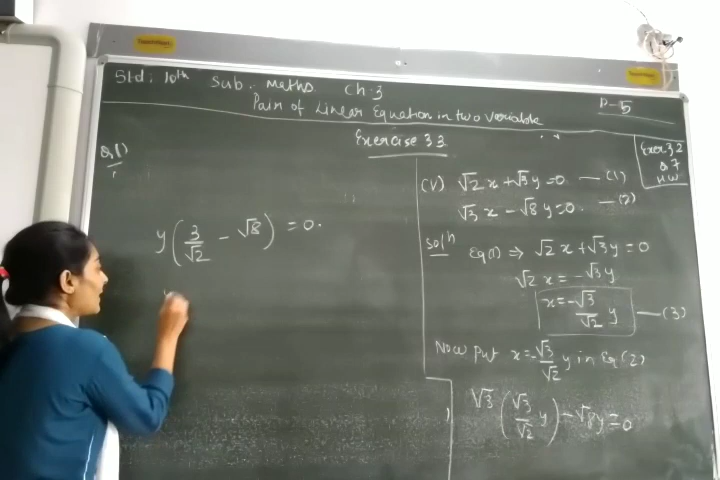 Std: 10th Sub: Maths Ch-3
Pair of Linear Equation in two variable
P-5
Exercise 3.3
Exer 3.2
Q 7
H.W
Q.1)
y(3/√2 - √8) = 0.
(V) √2 x + √3 y = 0 —(1)
√3 x - √8 y = 0. —(2)
Solⁿ Eq(1) ⇒ √2 x + √3 y = 0
√2 x = -√3 y
x = -√3/√2 y —(3)
Now Put x = -√3/√2 y in Eq (2)
√3 (√3/√2 y) - √8 y = 0